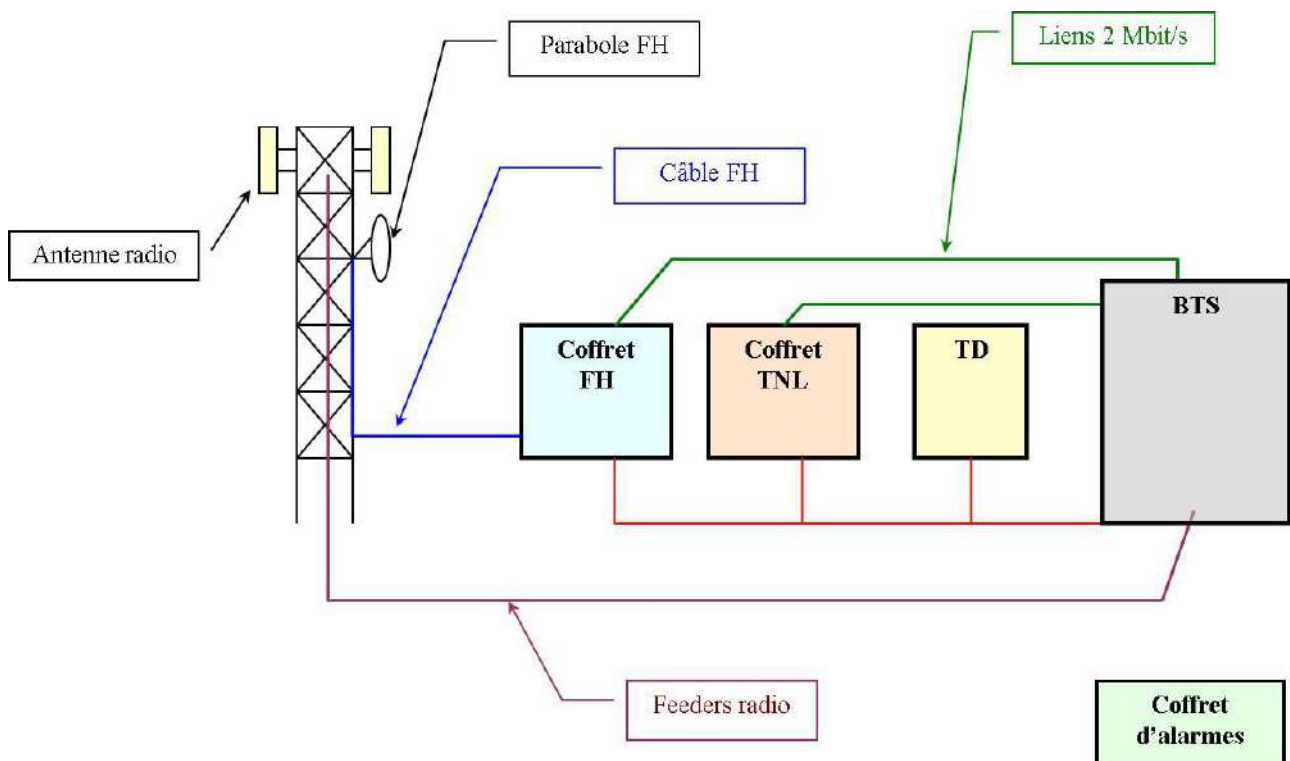 Parabole FH
Liens 2 Mbit/s
Câble FH
Antenne radio
BTS
Coffret
FH
Coffret
TNL
TD
Feeders radio
Coffret
d'alarmes